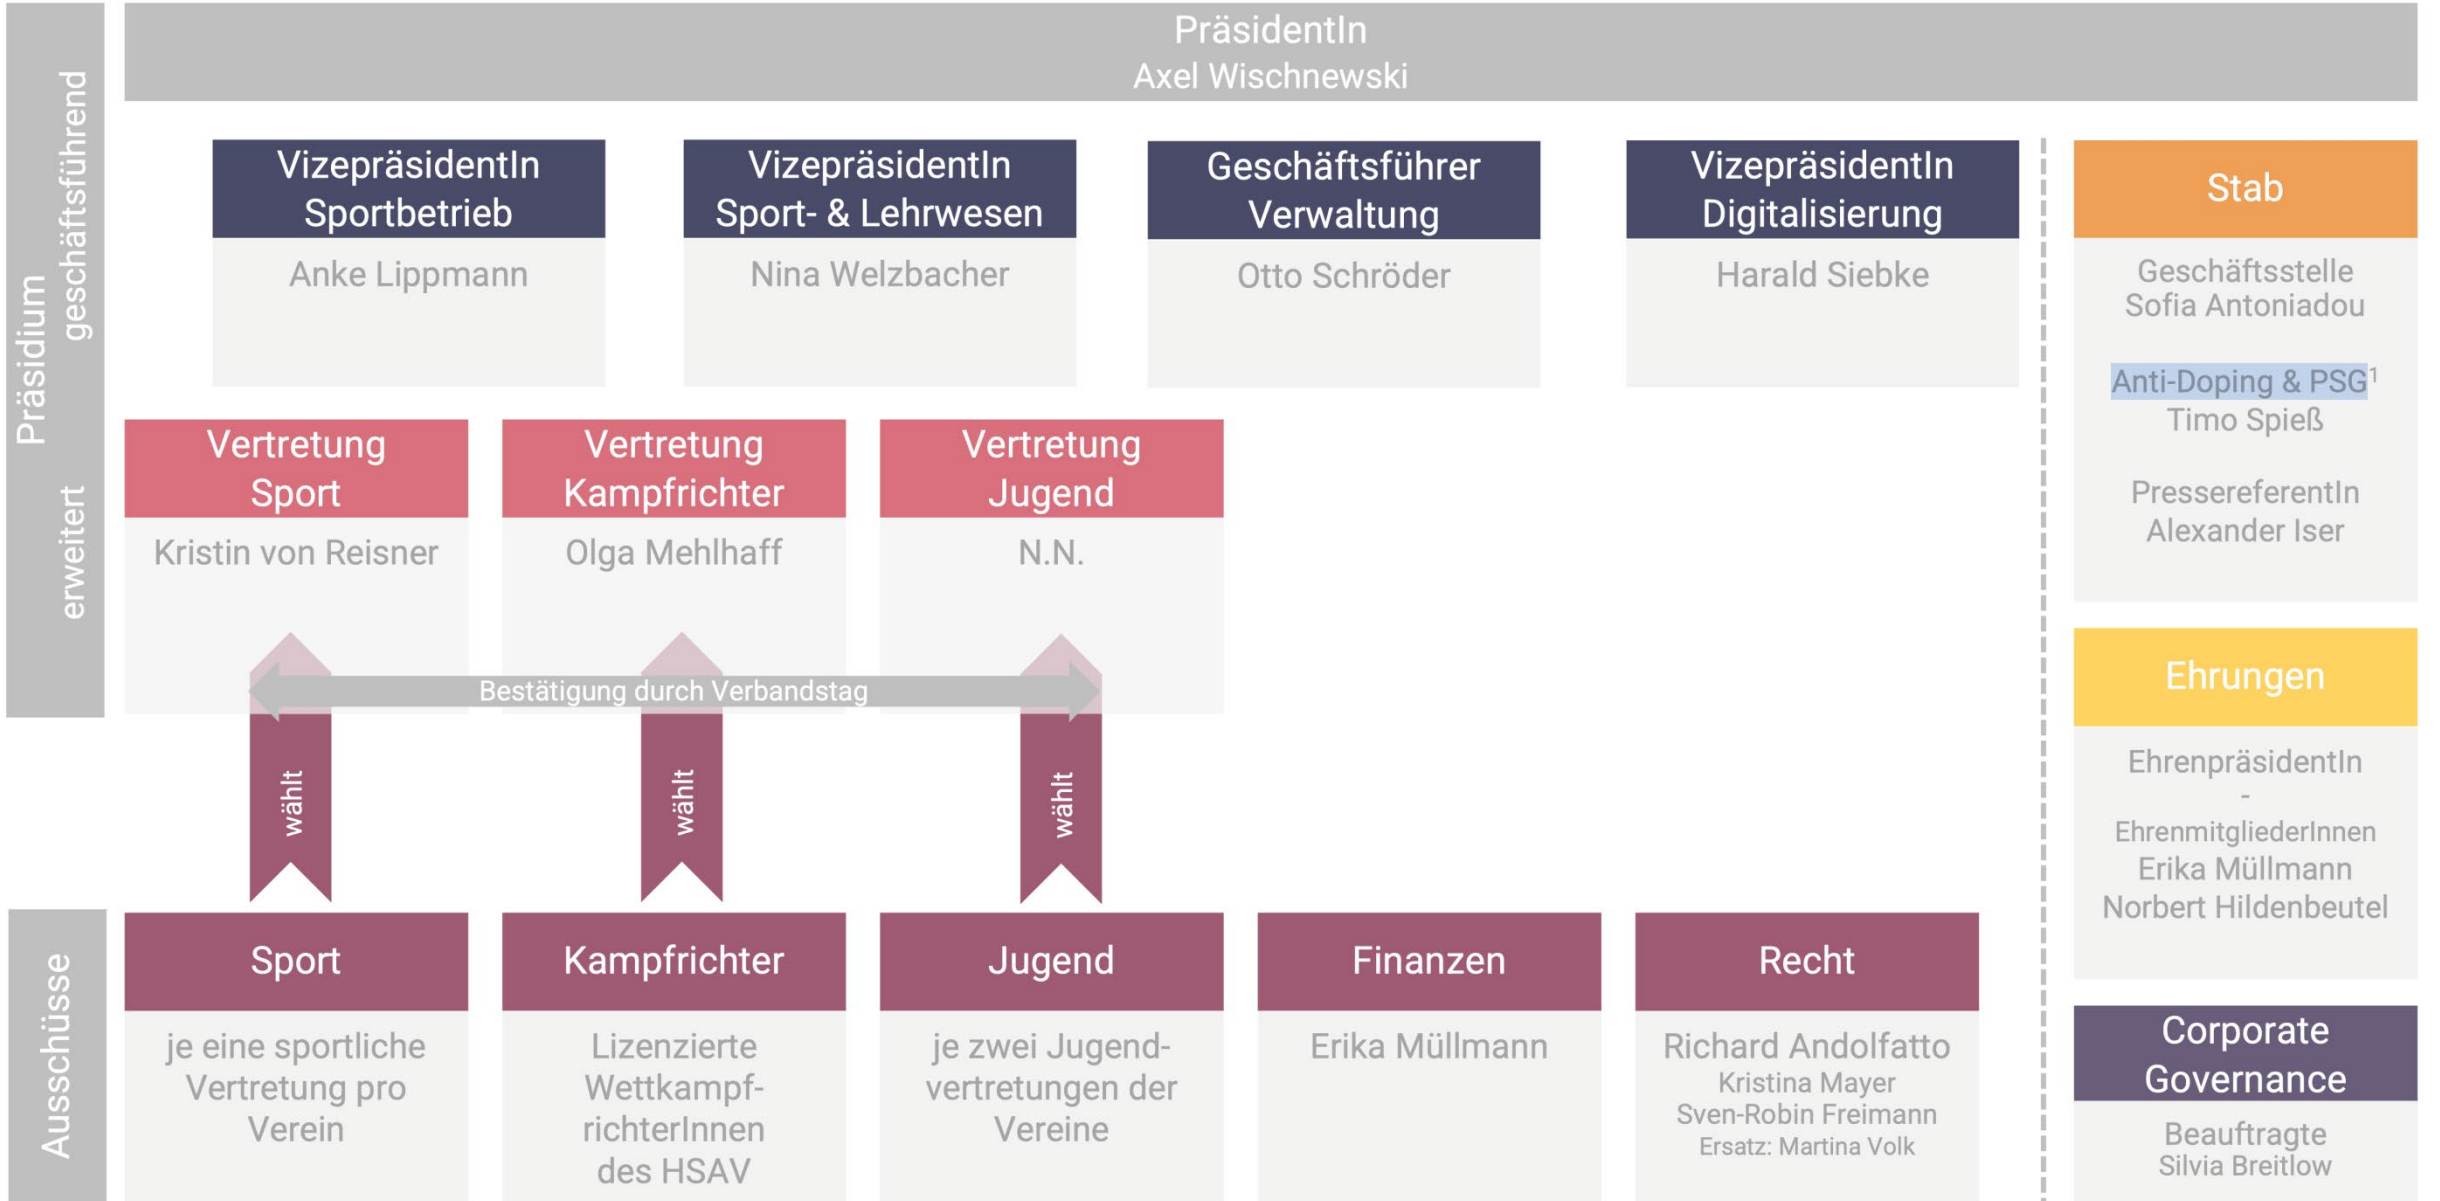 PräsidentIn
Axel Wischnewski
Präsidium
geschäftsführend
erweitert
VizepräsidentIn
Sportbetrieb
Anke Lippmann
VizepräsidentIn
Sport- & Lehrwesen
Nina Welzbacher
Geschäftsführer
Verwaltung
Otto Schröder
VizepräsidentIn
Digitalisierung
Harald Siebke
Vertretung
Sport
Kristin von Reisner
Vertretung
Kampfrichter
Olga Mehlhaff
Vertretung
Jugend
N.N.
Bestätigung durch Verbandstag
wählt
wählt
wählt
Ausschüsse
Sport
je eine sportliche
Vertretung pro
Verein
Kampfrichter
Lizenzierte
Wettkampf-
richterInnen
des HSAV
Jugend
je zwei Jugend-
vertretungen der
Vereine
Finanzen
Erika Müllmann
Recht
Richard Andolfatto
Kristina Mayer
Sven-Robin Freimann
Ersatz: Martina Volk
Stab
Geschäftsstelle
Sofia Antoniadou
Anti-Doping & PSG¹
Timo Spieß
PressereferentIn
Alexander Iser
Ehrungen
EhrenpräsidentIn
-
EhrenmitgliederInnen
Erika Müllmann
Norbert Hildenbeutel
Corporate
Governance
Beauftragte
Silvia Breitlow